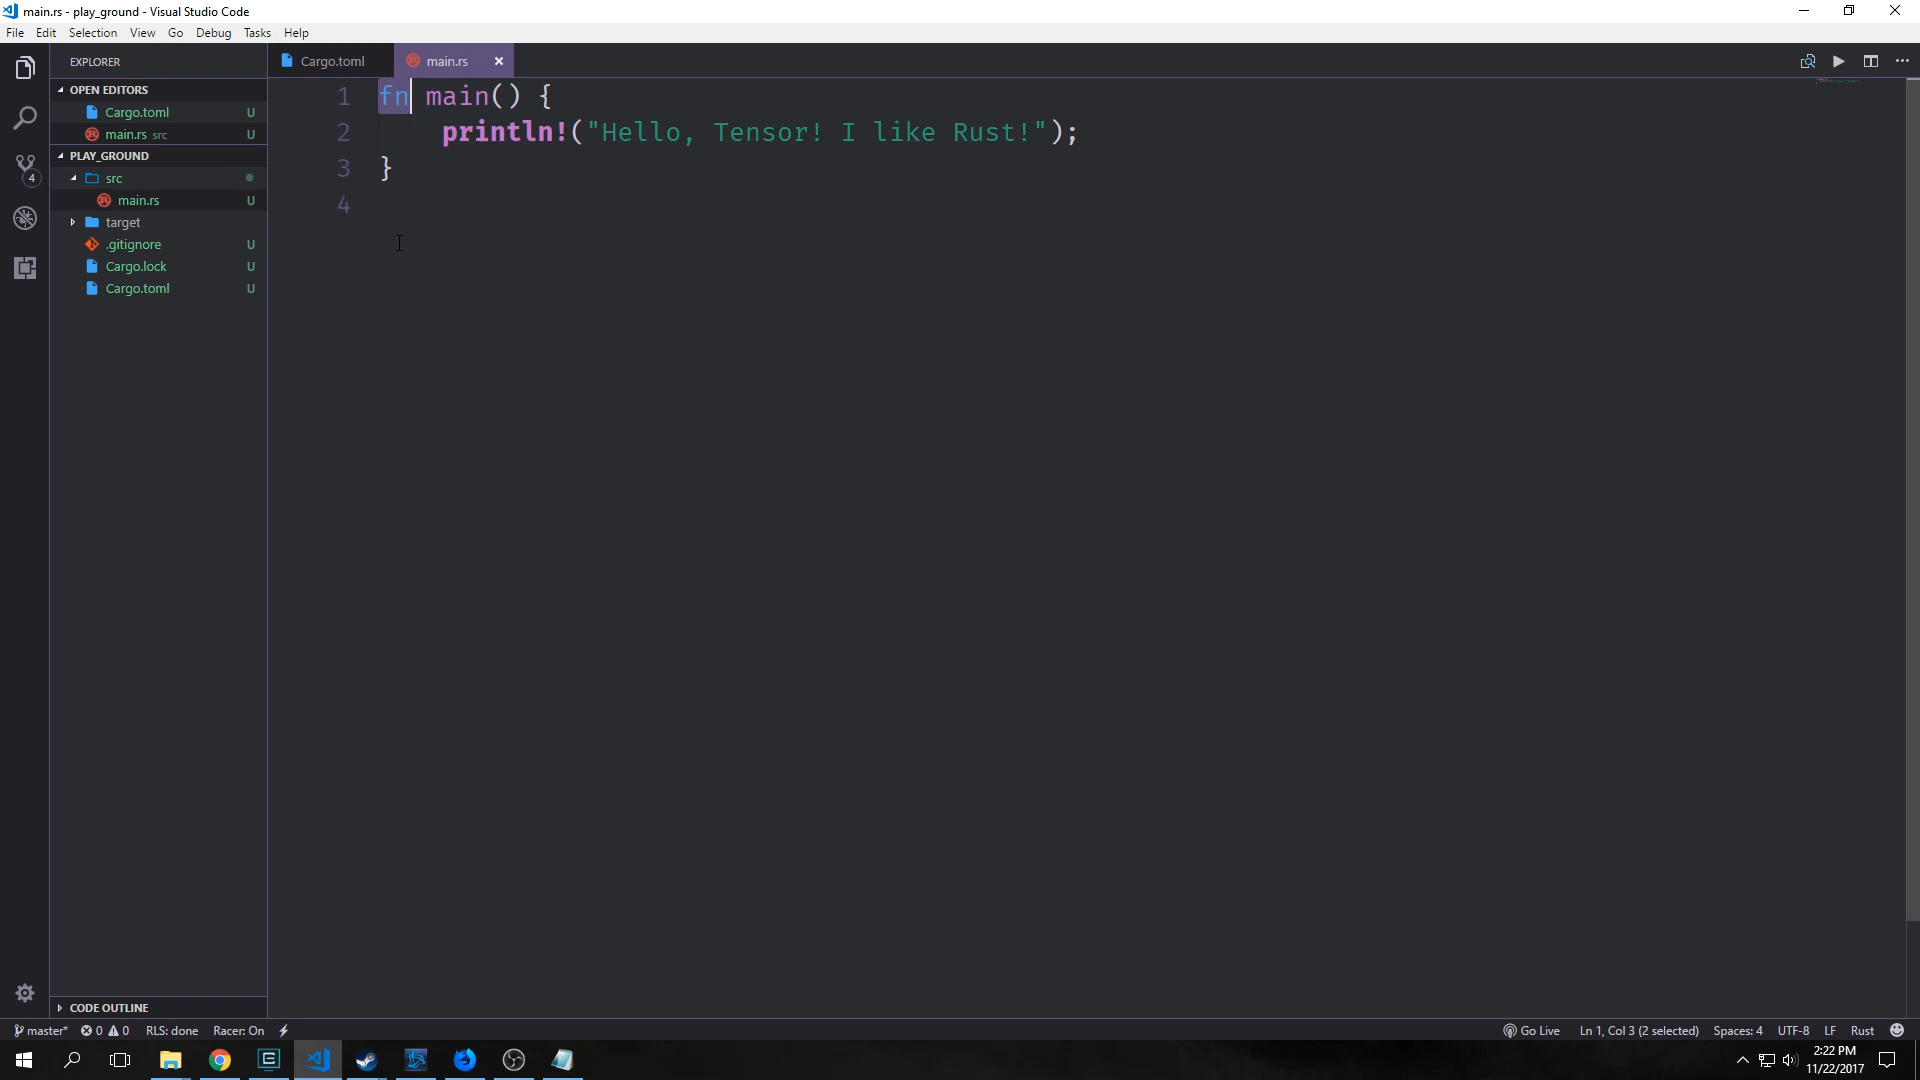 main.rs - play_ground - Visual Studio Code
File Edit Selection View Go Debug Tasks Help
EXPLORER
OPEN EDITORS
Cargo.toml U
main.rs src U
PLAY_GROUND
src
main.rs U
target
.gitignore U
Cargo.lock U
Cargo.toml U
CODE OUTLINE
4
Cargo.toml main.rs
1 fn main() {
2 println!("Hello, Tensor! I like Rust!");
3 }
4
master* 0 0 RLS: done Racer: On Go Live Ln 1, Col 3 (2 selected) Spaces: 4 UTF-8 LF Rust
2:22 PM
11/22/2017